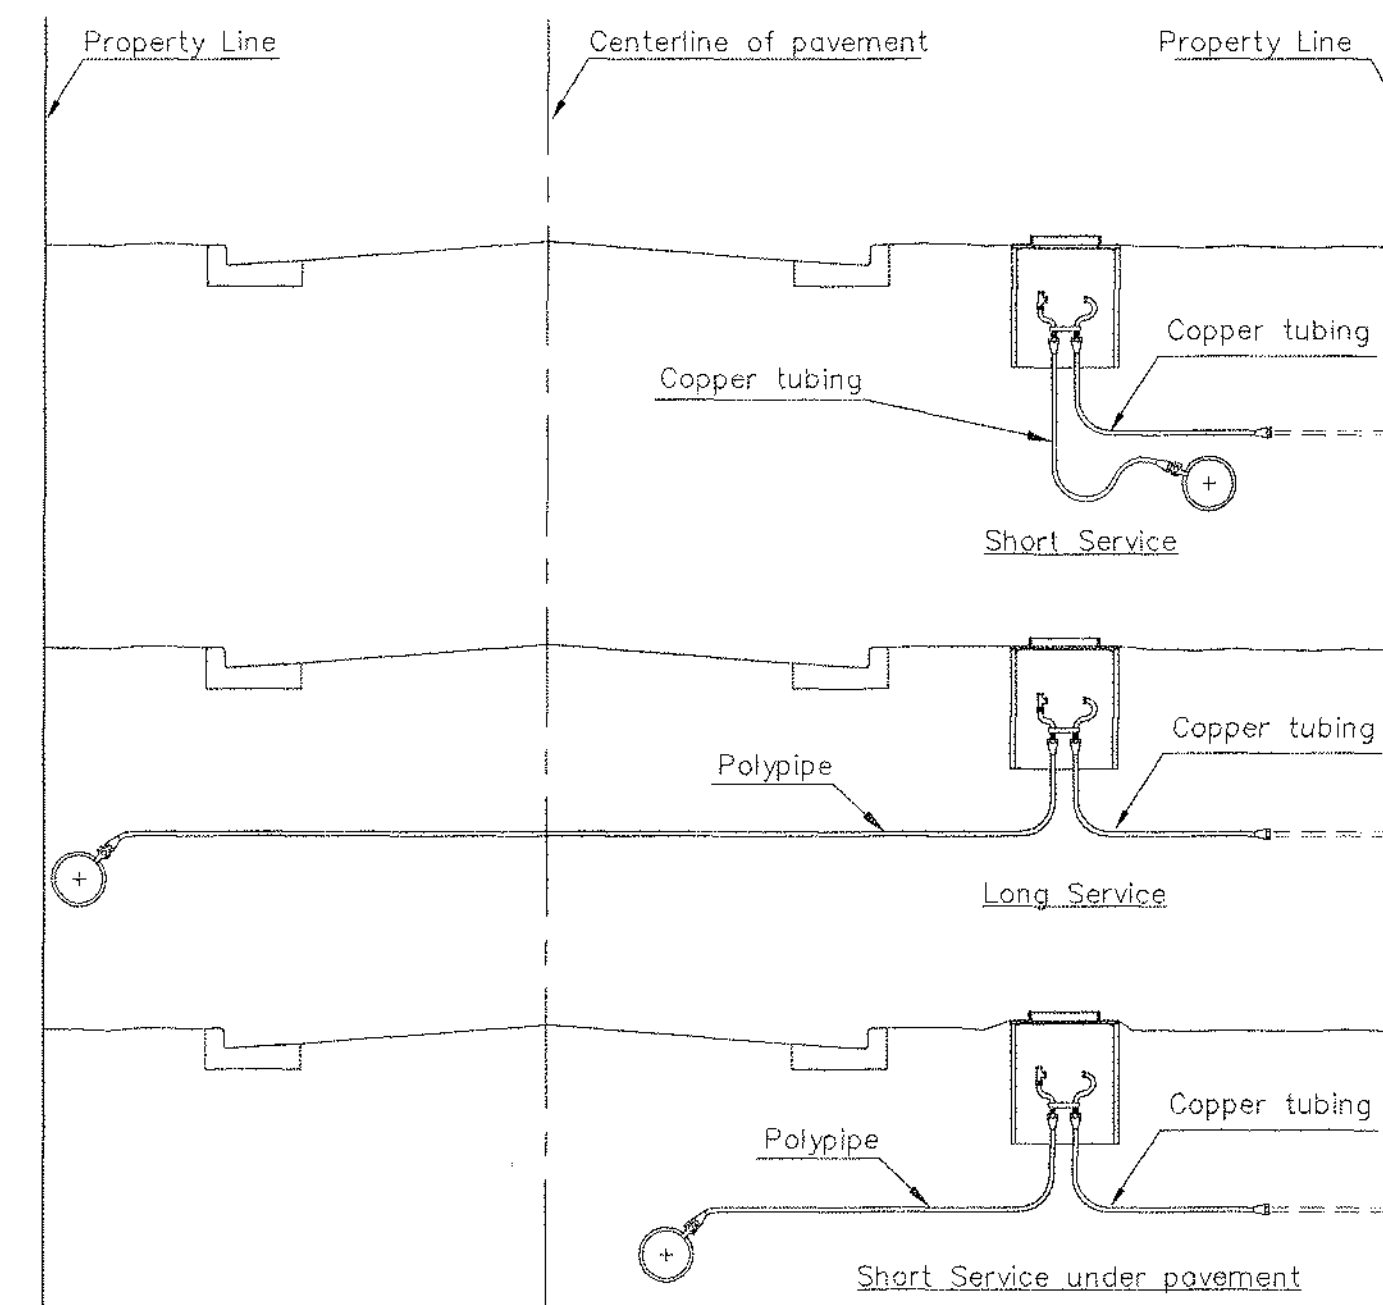 Property Line
Centerline of pavement
Property Line
Copper tubing
Copper tubing
Short Service
Copper tubing
Polypipe
Long Service
Copper tubing
Polypipe
Short Service under pavement